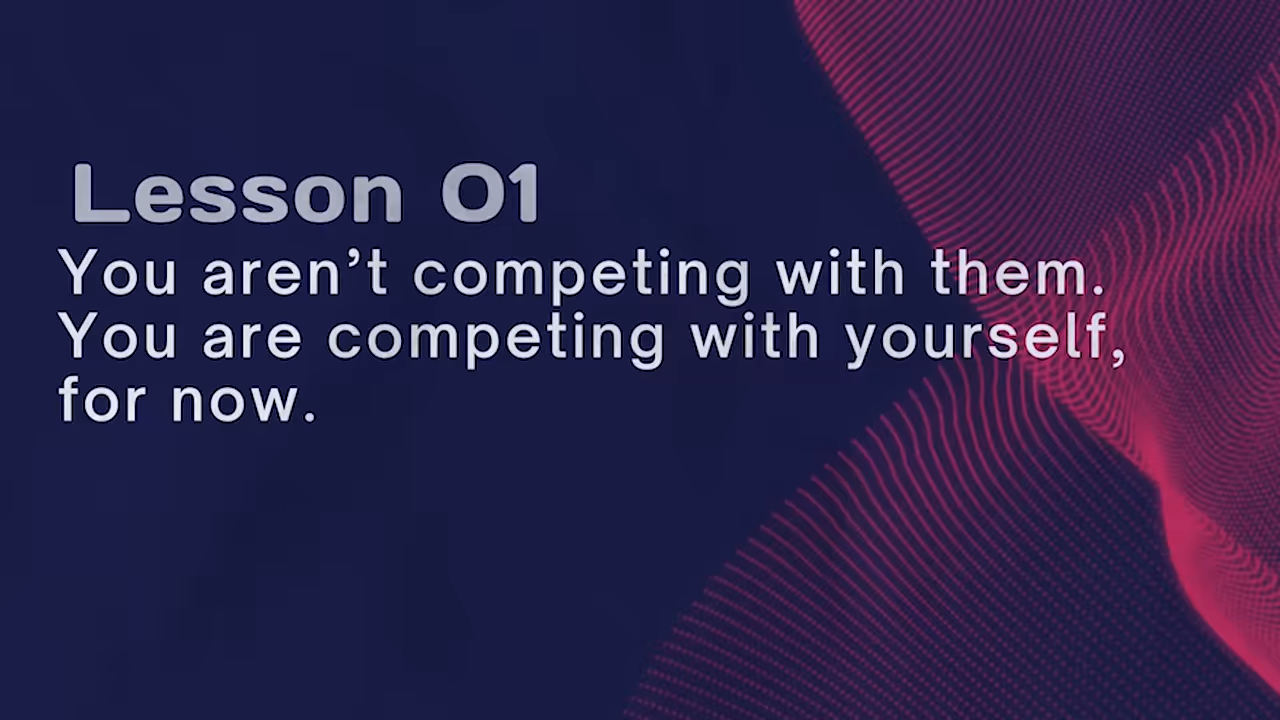 Lesson 01
You aren’t competing with them.
You are competing with yourself,
for now.